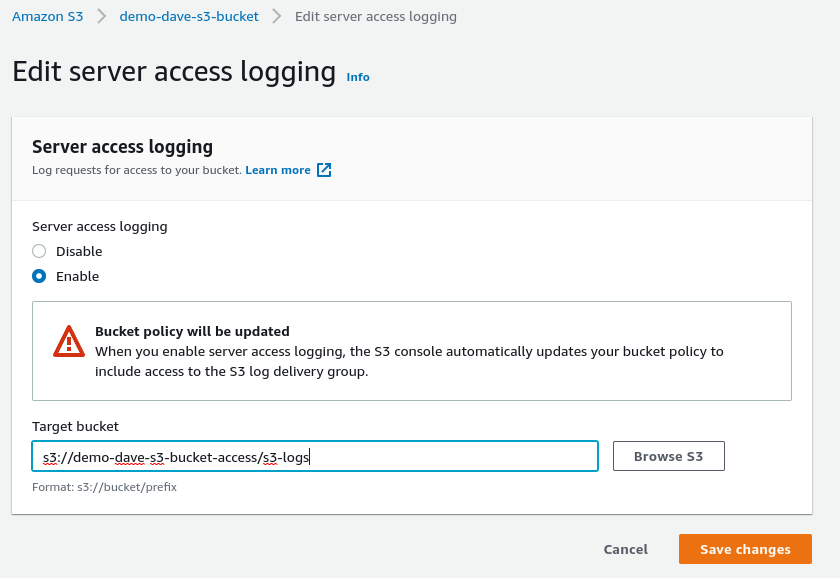 Amazon S3 > demo-dave-s3-bucket > Edit server access logging
Edit server access logging Info
Server access logging
Log requests for access to your bucket. Learn more
Server access logging
Disable
Enable
Bucket policy will be updated
When you enable server access logging, the S3 console automatically updates your bucket policy to
include access to the S3 log delivery group.
Target bucket
s3://demo-dave-s3-bucket-access/s3-logs
Browse S3
Format: s3://bucket/prefix
Cancel
Save changes